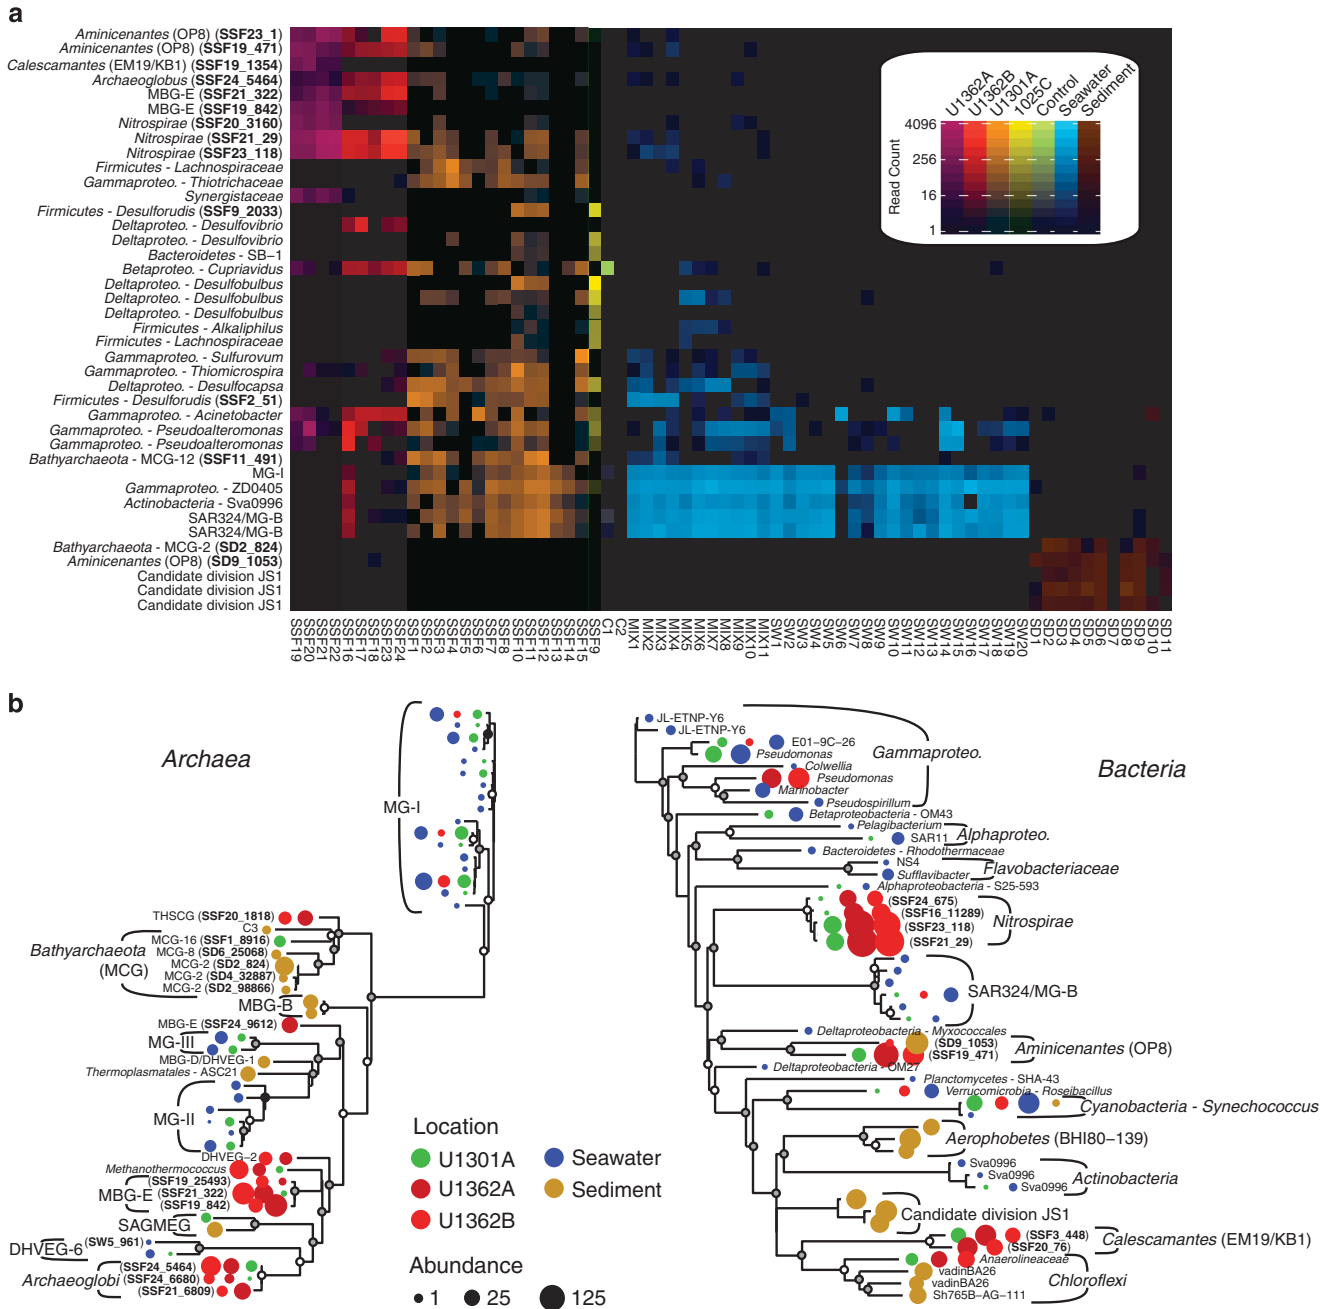 a
Aminicenantes (OP8) (SSF23_1)
Aminicenantes (OP8) (SSF19_471)
Calescamantes (EM19/KB1) (SSF19_1354)
Archaeoglobus (SSF24_5464)
MBG-E (SSF21_322)
MBG-E (SSF19_842)
Nitrospirae (SSF20_3160)
Nitrospirae (SSF21_29)
Nitrospirae (SSF23_118)
Firmicutes - Lachnospiraceae
Gammaproteo. - Thiotrichaceae
Synergistaceae
Firmicutes - Desulforudis (SSF9_2033)
Deltaproteo. - Desulfovibrio
Deltaproteo. - Desulfovibrio
Bacteroidetes - SB-1
Betaproteo. - Cupriavidus
Deltaproteo. - Desulfobulbus
Deltaproteo. - Desulfobulbus
Deltaproteo. - Desulfobulbus
Firmicutes - Alkaliphilus
Firmicutes - Lachnospiraceae
Gammaproteo. - Sulfurovum
Gammaproteo. - Thiomicrospira
Deltaproteo. - Desulfocapsa
Firmicutes - Desulforudis (SSF2_51)
Gammaproteo. - Acinetobacter
Gammaproteo. - Pseudoalteromonas
Gammaproteo. - Pseudoalteromonas
Bathyarchaeota - MCG-12 (SSF11_491)
MG-I
Gammaproteo. - ZD0405
Actinobacteria - Sva0996
SAR324/MG-B
SAR324/MG-B
Bathyarchaeota - MCG-2 (SD2_824)
Aminicenantes (OP8) (SD9_1053)
Candidate division JS1
Candidate division JS1
Candidate division JS1
U1362A U1362B U1301A 1025C Control Seawater Sediment
Read Count
4096
256
16
1
SSF19 SSF20 SSF21 SSF22 SSF16 SSF17 SSF18 SSF23 SSF24 SSF1 SSF2 SSF3 SSF4 SSF5 SSF6 SSF7 SSF8 SSF10 SSF11 SSF12 SSF13 SSF14 SSF15 SSF9 C1 C2 MIX1 MIX2 MIX3 MIX4 MIX5 MIX6 MIX7 MIX8 MIX9 MIX10 MIX11 SW1 SW2 SW3 SW4 SW5 SW6 SW7 SW8 SW9 SW10 SW11 SW12 SW13 SW14 SW15 SW16 SW17 SW18 SW19 SW20 SD1 SD2 SD3 SD4 SD5 SD6 SD7 SD8 SD9 SD10 SD11
b
Archaea
MG-I
THSCG (SSF20_1818)
C3
MCG-16 (SSF1_8916)
MCG-8 (SD6_25068)
MCG-2 (SD2_824)
MCG-2 (SD4_32887)
MCG-2 (SD2_98866)
Bathyarchaeota
(MCG)
MBG-B
MBG-E (SSF24_9612)
MG-III
MBG-D/DHVEG-1
Thermoplasmatales - ASC21
MG-II
DHVEG-2
Methanothermococcus
(SSF19_25493)
(SSF21_322)
(SSF19_842)
MBG-E
SAGMEG
(SW5_961)
DHVEG-6
(SSF24_5464)
(SSF24_6680)
(SSF21_6809)
Archaeoglobi
Location
U1301A
U1362A
U1362B
Seawater
Sediment
Abundance
1
25
125
Bacteria
JL-ETNP-Y6
JL-ETNP-Y6
E01-9C-26
Pseudomonas
Colwellia
Pseudomonas
Marinobacter
Pseudospirillum
Gammaproteo.
Betaproteobacteria - OM43
Pelagibacterium
SAR11
Alphaproteo.
Bacteroidetes - Rhodothermaceae
NS4
Sufflavibacter
Flavobacteriaceae
Alphaproteobacteria - S25-593
(SSF24_675)
(SSF16_11289)
(SSF23_118)
(SSF21_29)
Nitrospirae
SAR324/MG-B
Deltaproteobacteria - Myxococcales
(SD9_1053)
(SSF19_471)
Aminicenantes (OP8)
Deltaproteobacteria - OM27
Planctomycetes - SHA-43
Verrucomicrobia - Roseibacillus
Cyanobacteria - Synechococcus
Aerophobetes (BHI80-139)
Sva0996
Sva0996
Sva0996
Actinobacteria
Candidate division JS1
(SSF3_448)
(SSF20_76)
Calescamantes (EM19/KB1)
Anaerolineaceae
vadinBA26
vadinBA26
Sh765B-AG-111
Chloroflexi